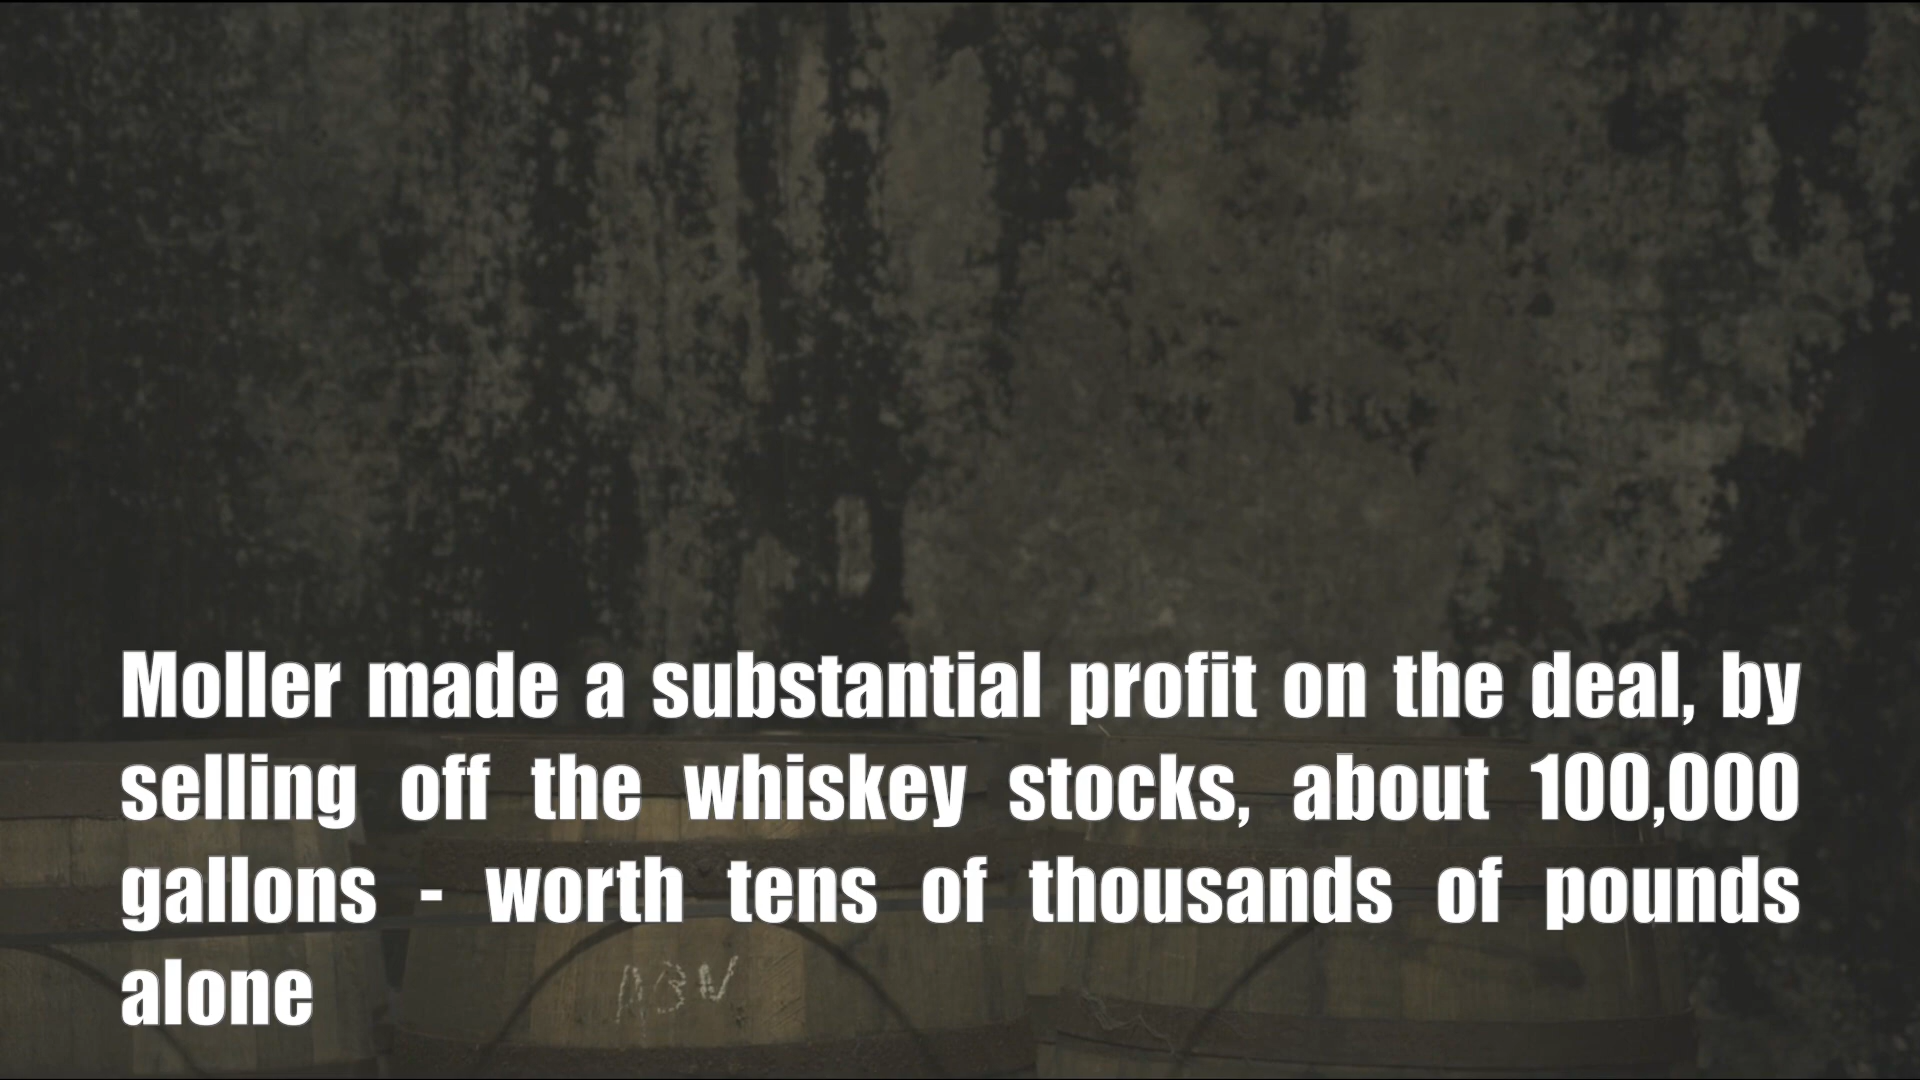 Moller made a substantial profit on the deal, by
selling off the whiskey stocks, about 100,000
gallons - worth tens of thousands of pounds
alone